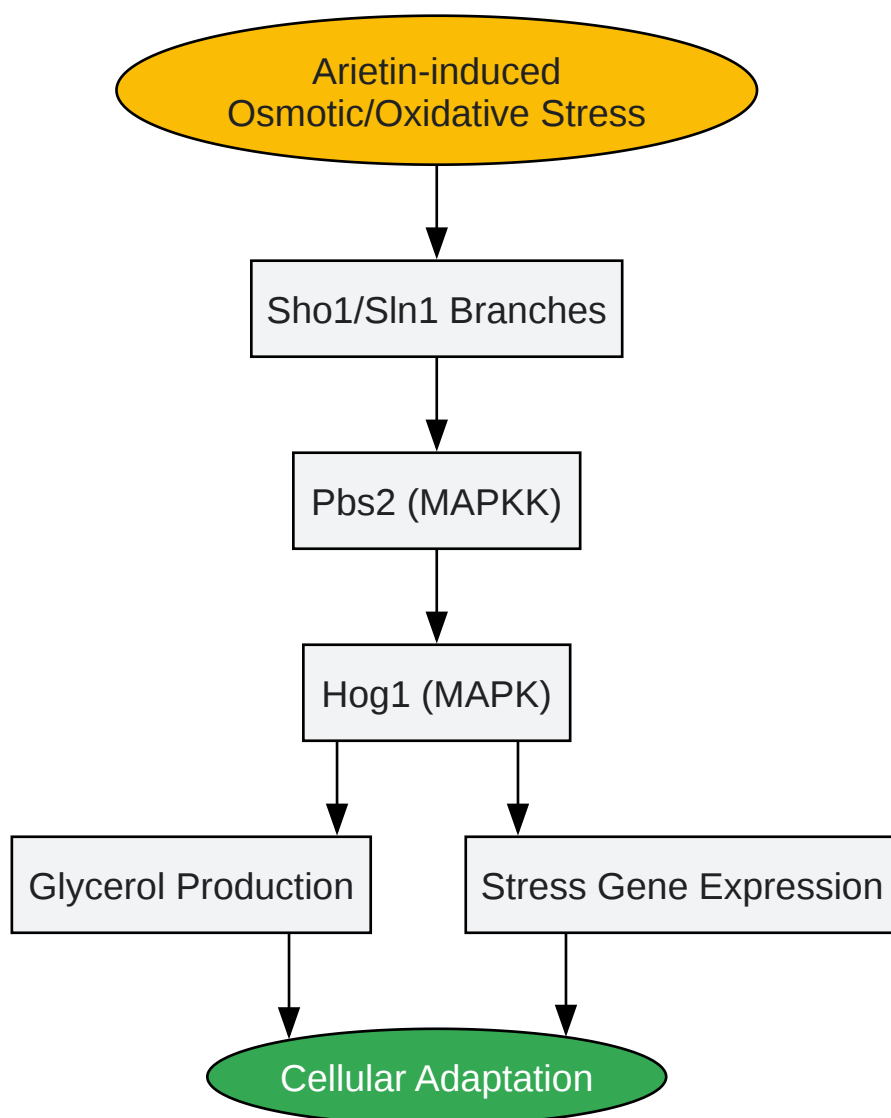 Arietin-induced
Osmotic/Oxidative Stress
Sho1/Sln1 Branches
Pbs2 (MAPKK)
Hog1 (MAPK)
Glycerol Production
Stress Gene Expression
Cellular Adaptation